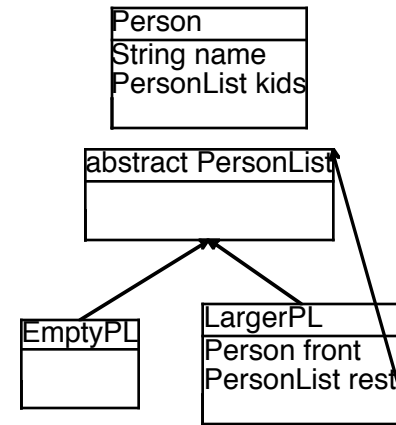 Person
String name
PersonList kids
abstract PersonList
EmptyPL
LargerPL
Person front
PersonList rest